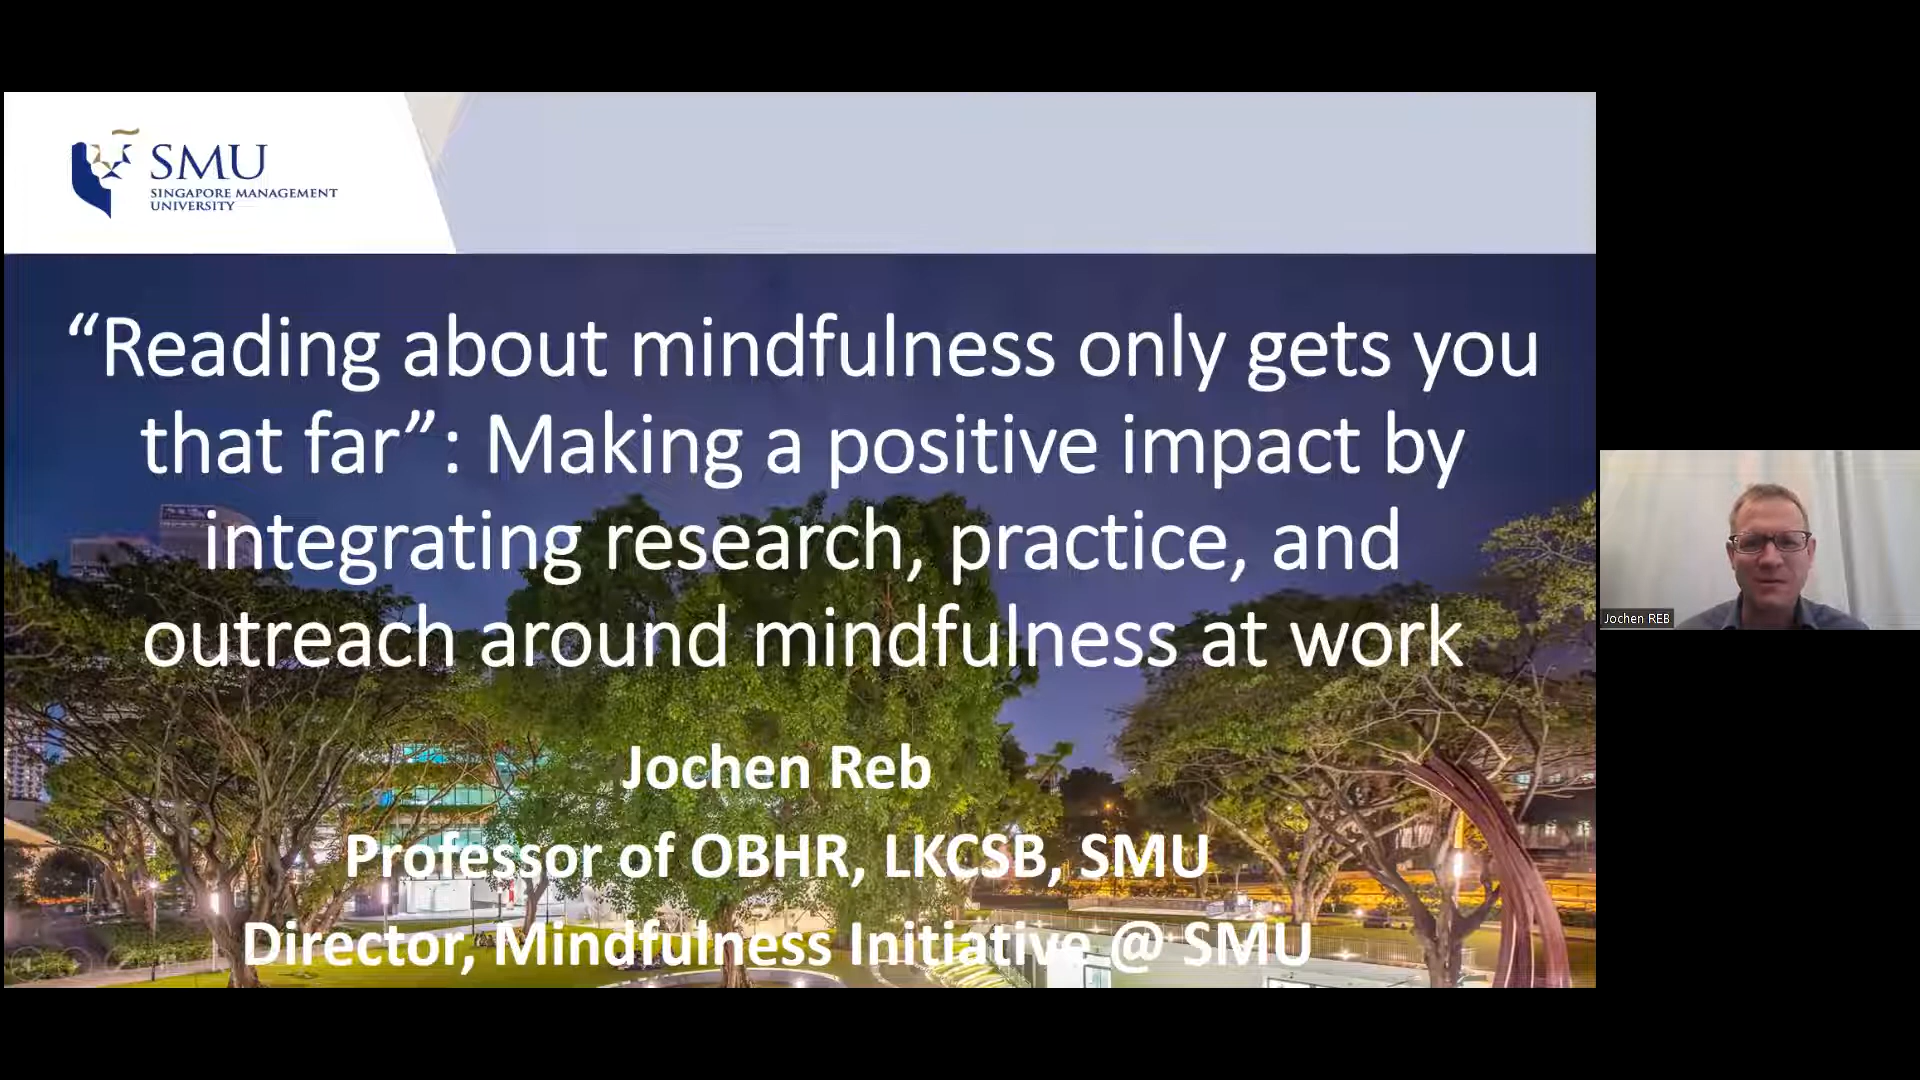 SMU
SINGAPORE MANAGEMENT
UNIVERSITY
“Reading about mindfulness only gets you
that far”: Making a positive impact by
integrating research, practice, and
outreach around mindfulness at work
Jochen Reb
Professor of OBHR, LKCSB, SMU
Director, Mindfulness Initiative @ SMU
Jochen REB